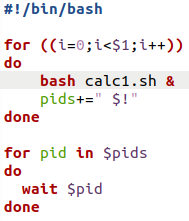 #!/bin/bash
for ((i=0;i<$1;i++))
do
bash calc1.sh &
pids+=" $!"
done
for pid in $pids
do
wait $pid
done